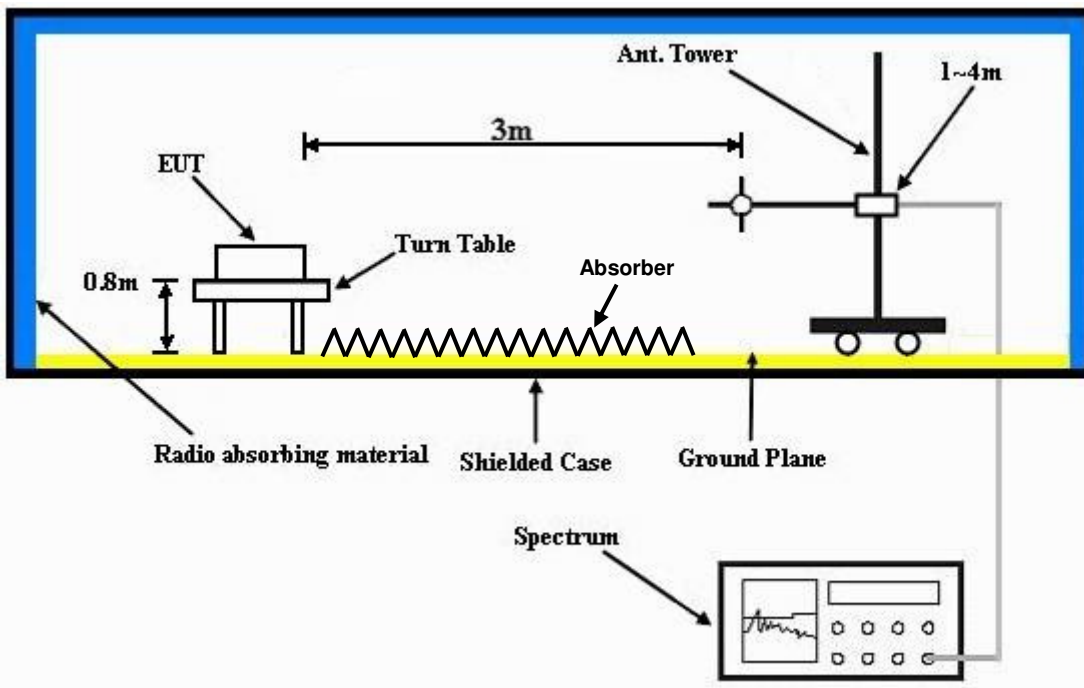 Ant. Tower
1~4m
3m
EUT
Turn Table
0.8m
Absorber
Radio absorbing material
Shielded Case
Ground Plane
Spectrum